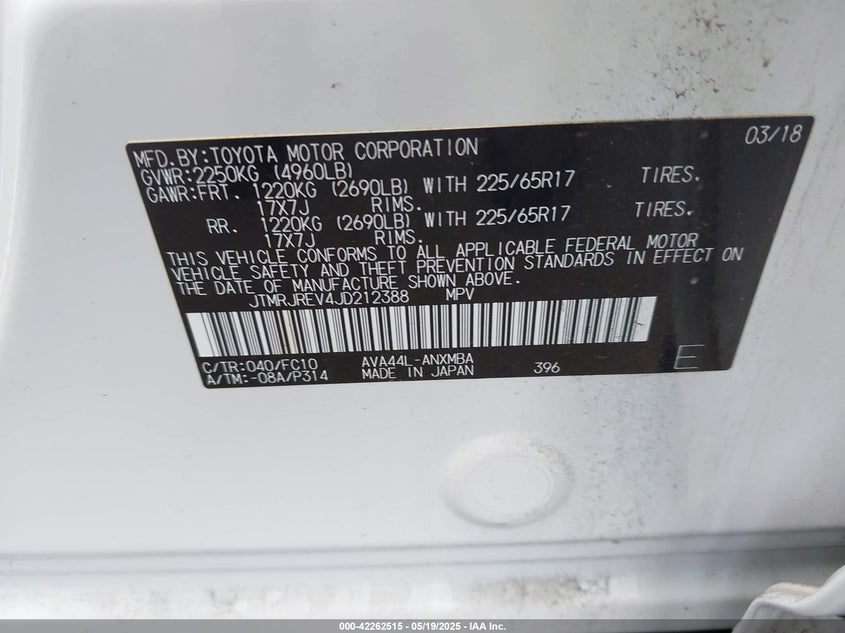 MFD.BY:TOYOTA MOTOR CORPORATION 03/18
GVWR:2250KG (4960LB)
GAWR:FRT. 1220KG (2690LB) WITH 225/65R17 TIRES.
17X7J RIMS.
RR. 1220KG (2690LB) WITH 225/65R17 TIRES.
17X7J RIMS.
THIS VEHICLE CONFORMS TO ALL APPLICABLE FEDERAL MOTOR
VEHICLE SAFETY AND THEFT PREVENTION STANDARDS IN EFFECT ON
THE DATE OF MANUFACTURE SHOWN ABOVE.
JTMRJREV4JD212388 MPV
C/TR:040/FC10 AVA44L-ANXMBA
A/TM:-08A/P314 MADE IN JAPAN 396 E
000-42262515 - 05/19/2025 - IAA Inc.